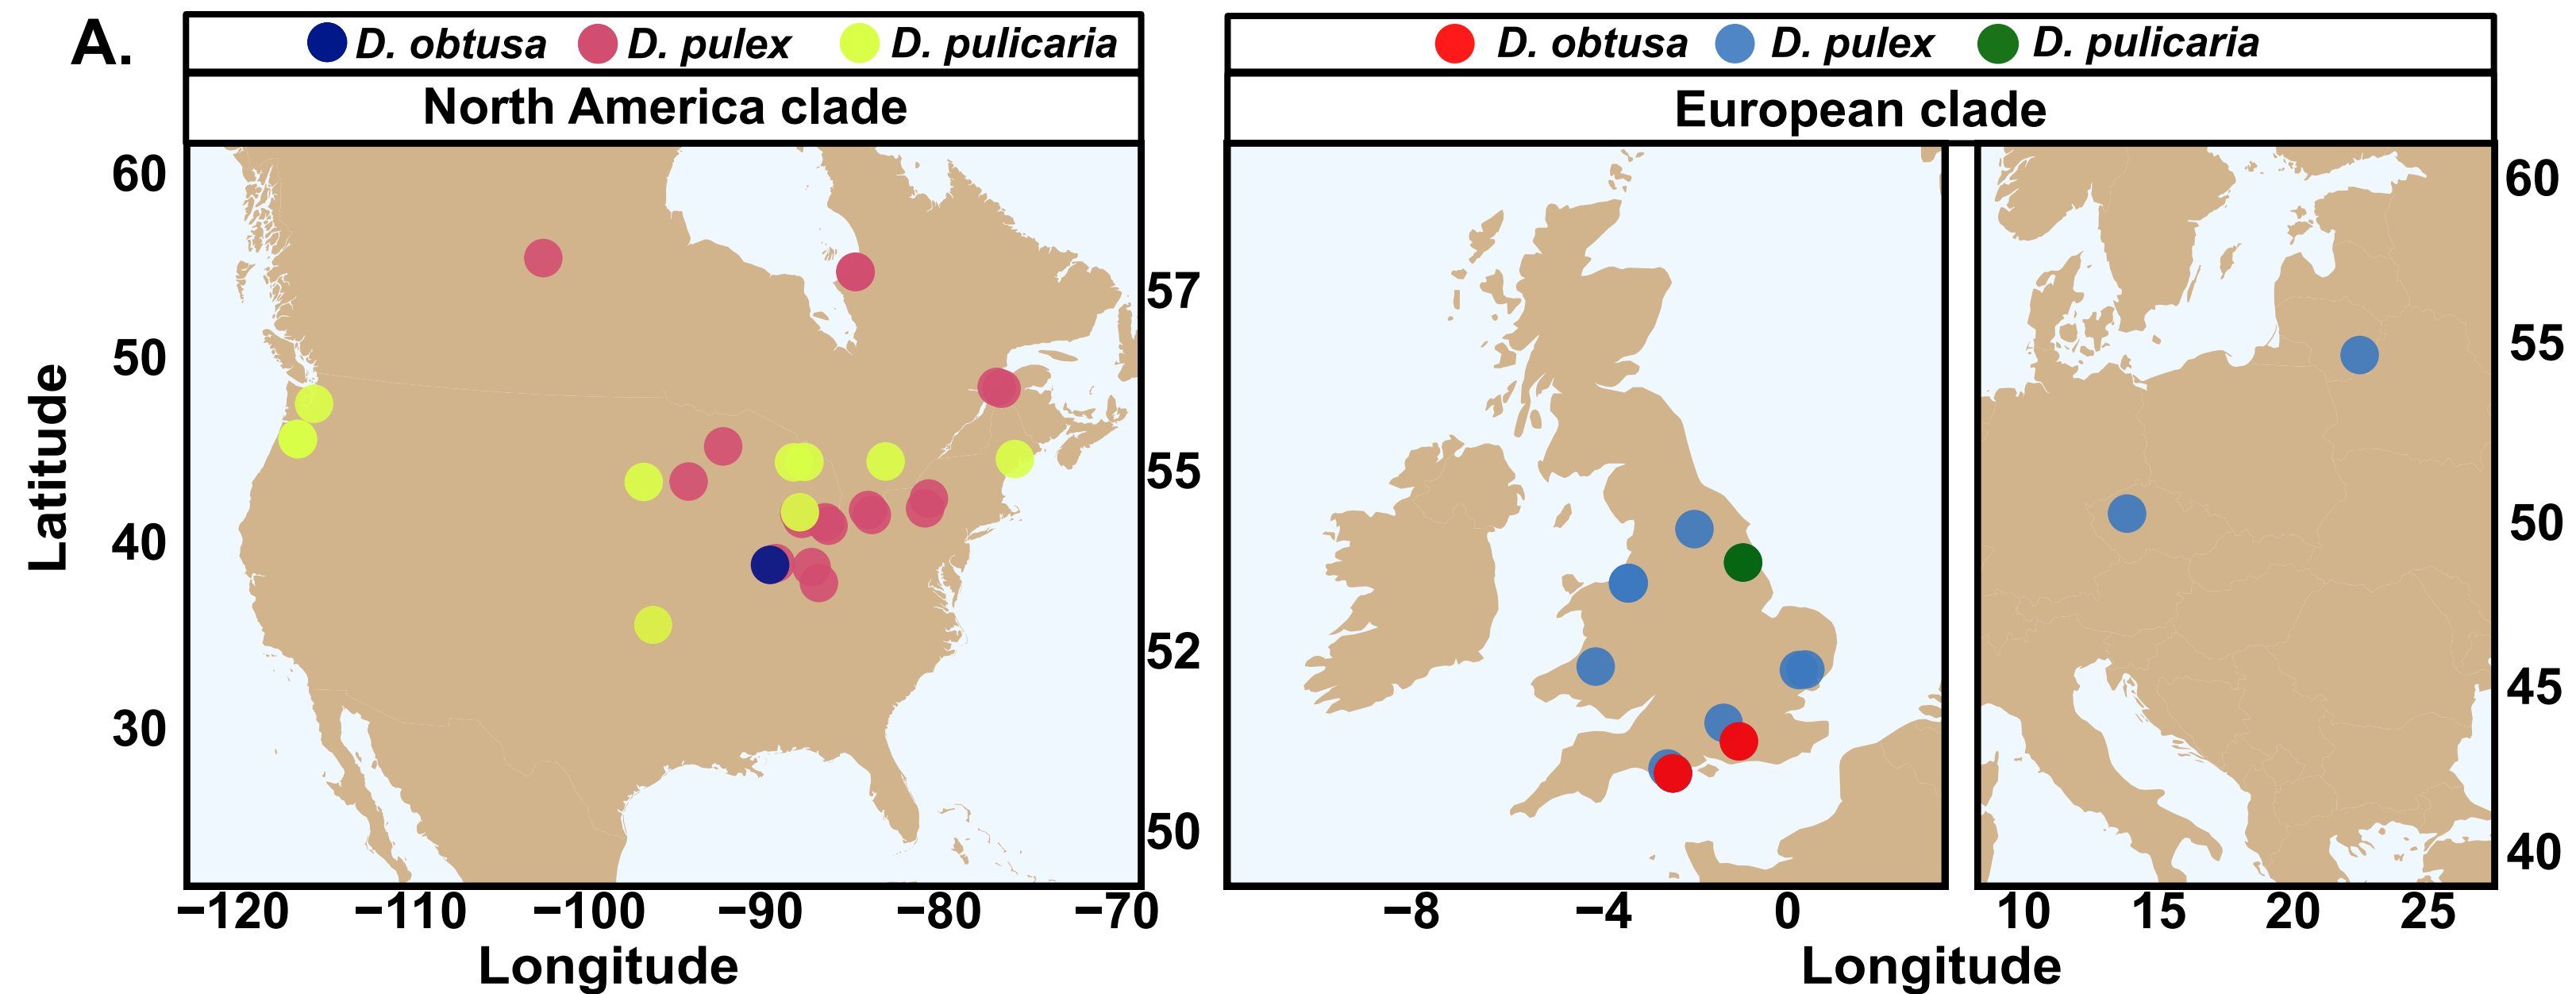 A.
D. obtusa D. pulex D. pulicaria
North America clade
D. obtusa D. pulex D. pulicaria
European clade
Latitude
60
50
40
30
−120 −110 −100 −90 −80 −70
Longitude
57
55
52
50
−8 −4 0
10 15 20 25
Longitude
60
55
50
45
40